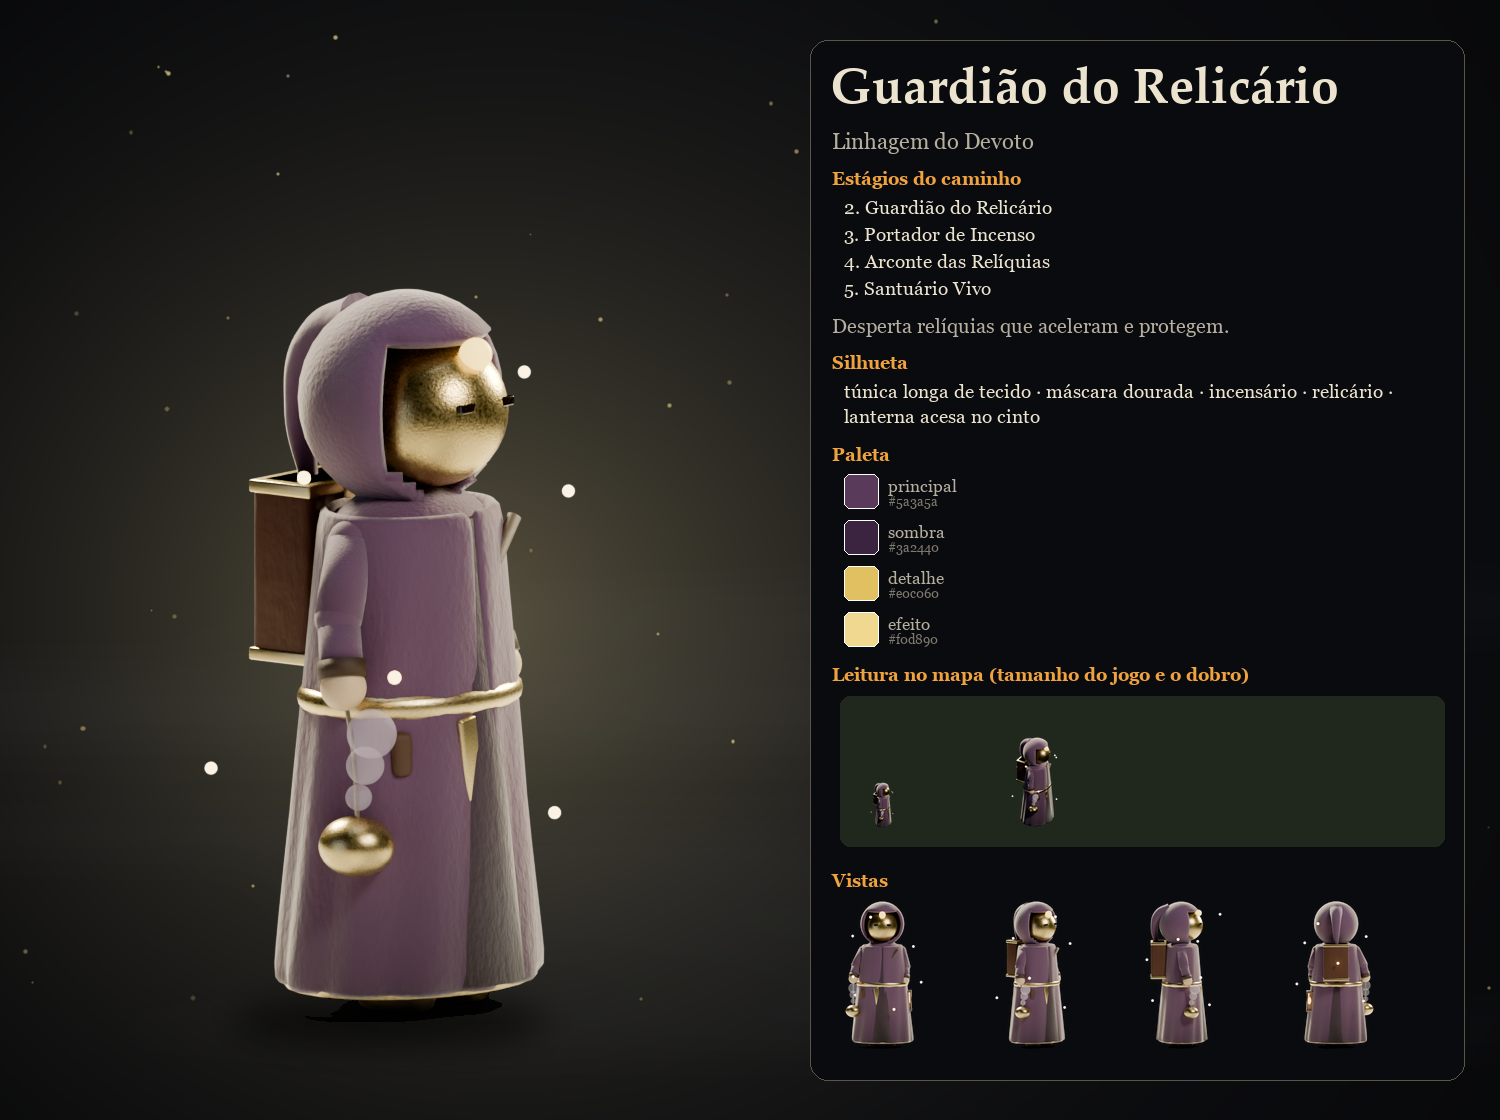 Guardião do Relicário
Linhagem do Devoto
Estágios do caminho
2. Guardião do Relicário
3. Portador de Incenso
4. Arconte das Relíquias
5. Santuário Vivo
Desperta relíquias que aceleram e protegem.
Silhueta
túnica longa de tecido · máscara dourada · incensário · relicário ·
lanterna acesa no cinto
Paleta
principal
#5a3a5a
sombra
#3a2440
detalhe
#e0c060
efeito
#f0d890
Leitura no mapa (tamanho do jogo e o dobro)
Vistas